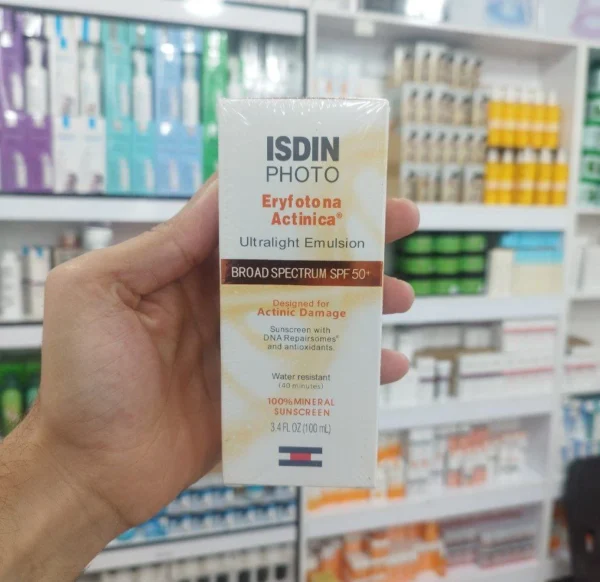 ISDIN
PHOTO
Eryfotona
Actinica®
Ultralight Emulsion
BROAD SPECTRUM SPF 50+
Designed for
Actinic Damage
Sunscreen with
DNA Repairsomes®
and antioxidants.
Water resistant
(40 minutes)
100% MINERAL
SUNSCREEN
3.4 FL OZ (100 mL)